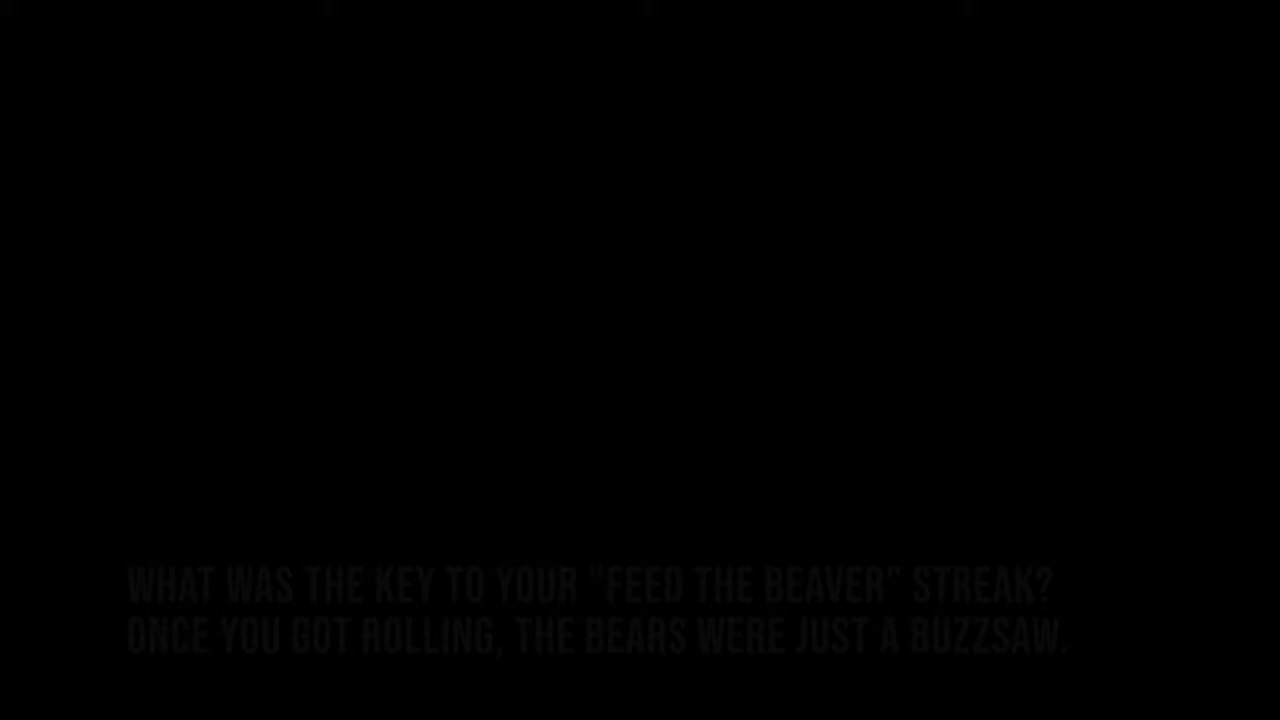 WHAT WAS THE KEY TO YOUR "FEED THE BEAVER" STREAK?
ONCE YOU GOT ROLLING, THE BEARS WERE JUST A BUZZSAW.